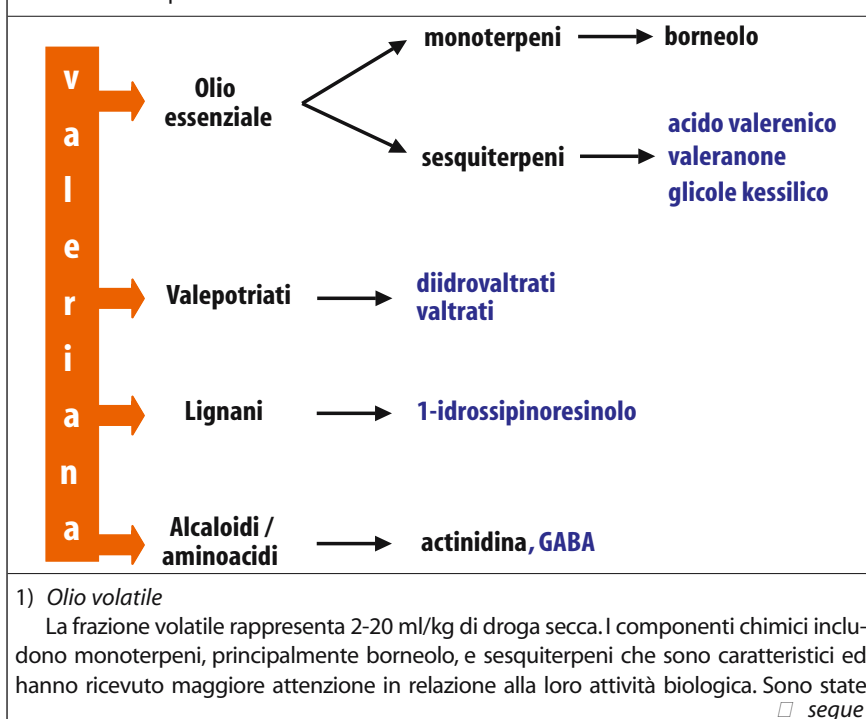 valeriana
monoterpeni
borneolo
Olio
essenziale
acido valerenico
sesquiterpeni
valeranone
glicole kessilico
Valepotriati
diidrovaltrati
valtrati
Lignani
1-idrossipinoresinolo
Alcaloidi /
aminoacidi
actinidina, GABA
1) Olio volatile
La frazione volatile rappresenta 2-20 ml/kg di droga secca. I componenti chimici inclu-
dono monoterpeni, principalmente borneolo, e sesquiterpeni che sono caratteristici ed
hanno ricevuto maggiore attenzione in relazione alla loro attività biologica. Sono state
□ segue